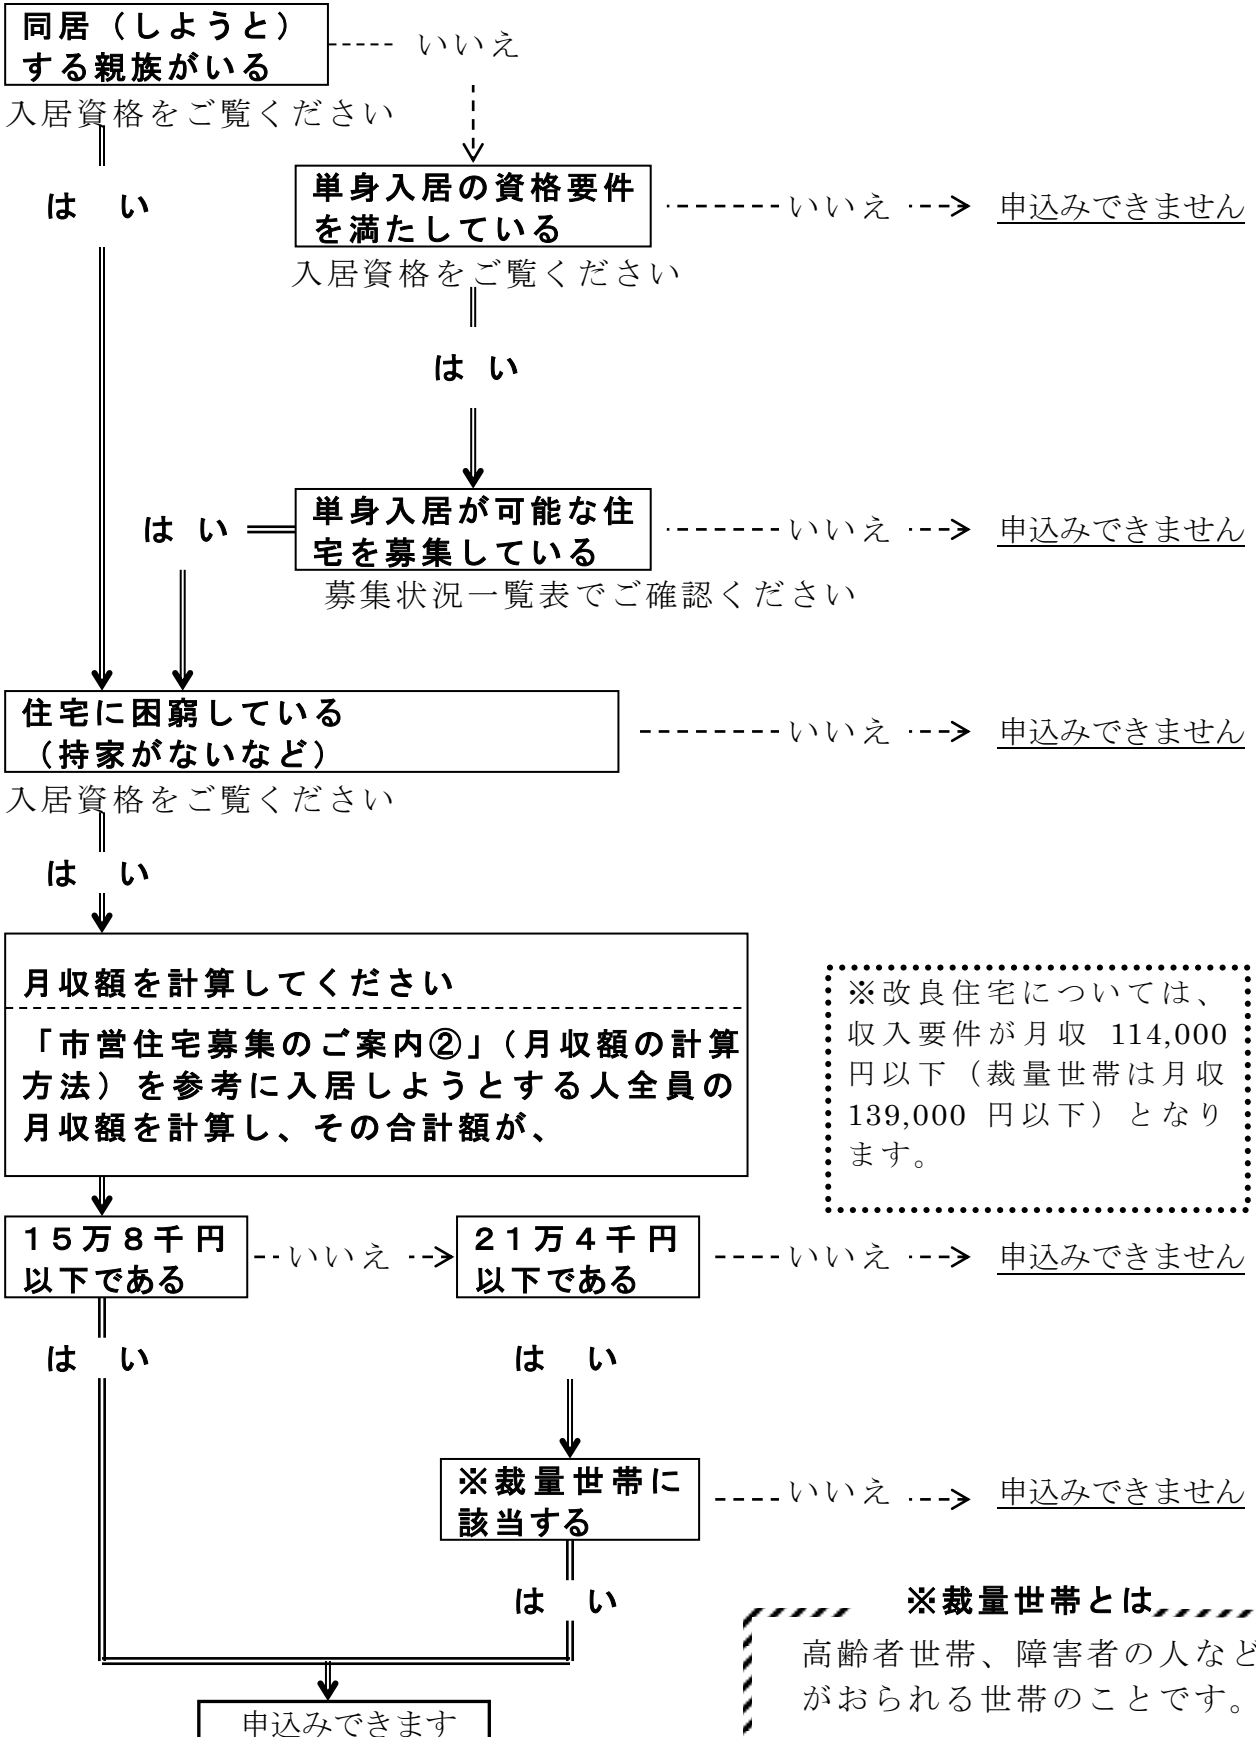 同居（しようと）
する親族がいる
いいえ
入居資格をご覧ください
はい
単身入居の資格要件
を満たしている
いいえ
申込みできません
入居資格をご覧ください
はい
はい
単身入居が可能な住
宅を募集している
いいえ
申込みできません
募集状況一覧表でご確認ください
住宅に困窮している
（持家がないなど）
いいえ
申込みできません
入居資格をご覧ください
はい
月収額を計算してください
「市営住宅募集のご案内②」（月収額の計算
方法）を参考に入居しようとする人全員の
月収額を計算し、その合計額が、
※改良住宅については、
収入要件が月収 114,000
円以下（裁量世帯は月収
139,000 円以下）となり
ます。
１５万８千円
以下である
いいえ
２１万４千円
以下である
いいえ
申込みできません
はい
はい
※裁量世帯に
該当する
いいえ
申込みできません
はい
※裁量世帯とは
高齢者世帯、障害者の人など
がおられる世帯のことです。
申込みできます